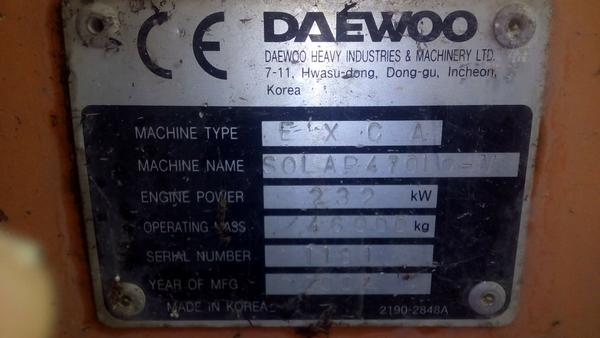 CE DAEWOO
DAEWOO HEAVY INDUSTRIES & MACHINERY LTD.
7-11, Hwasu-dong, Dong-gu, Incheon,
Korea
MACHINE TYPE EXCA
MACHINE NAME
ENGINE POWER 232 kW
OPERATING MASS kg
SERIAL NUMBER
YEAR OF MFG. 2002
MADE IN KOREA
2190-2848A